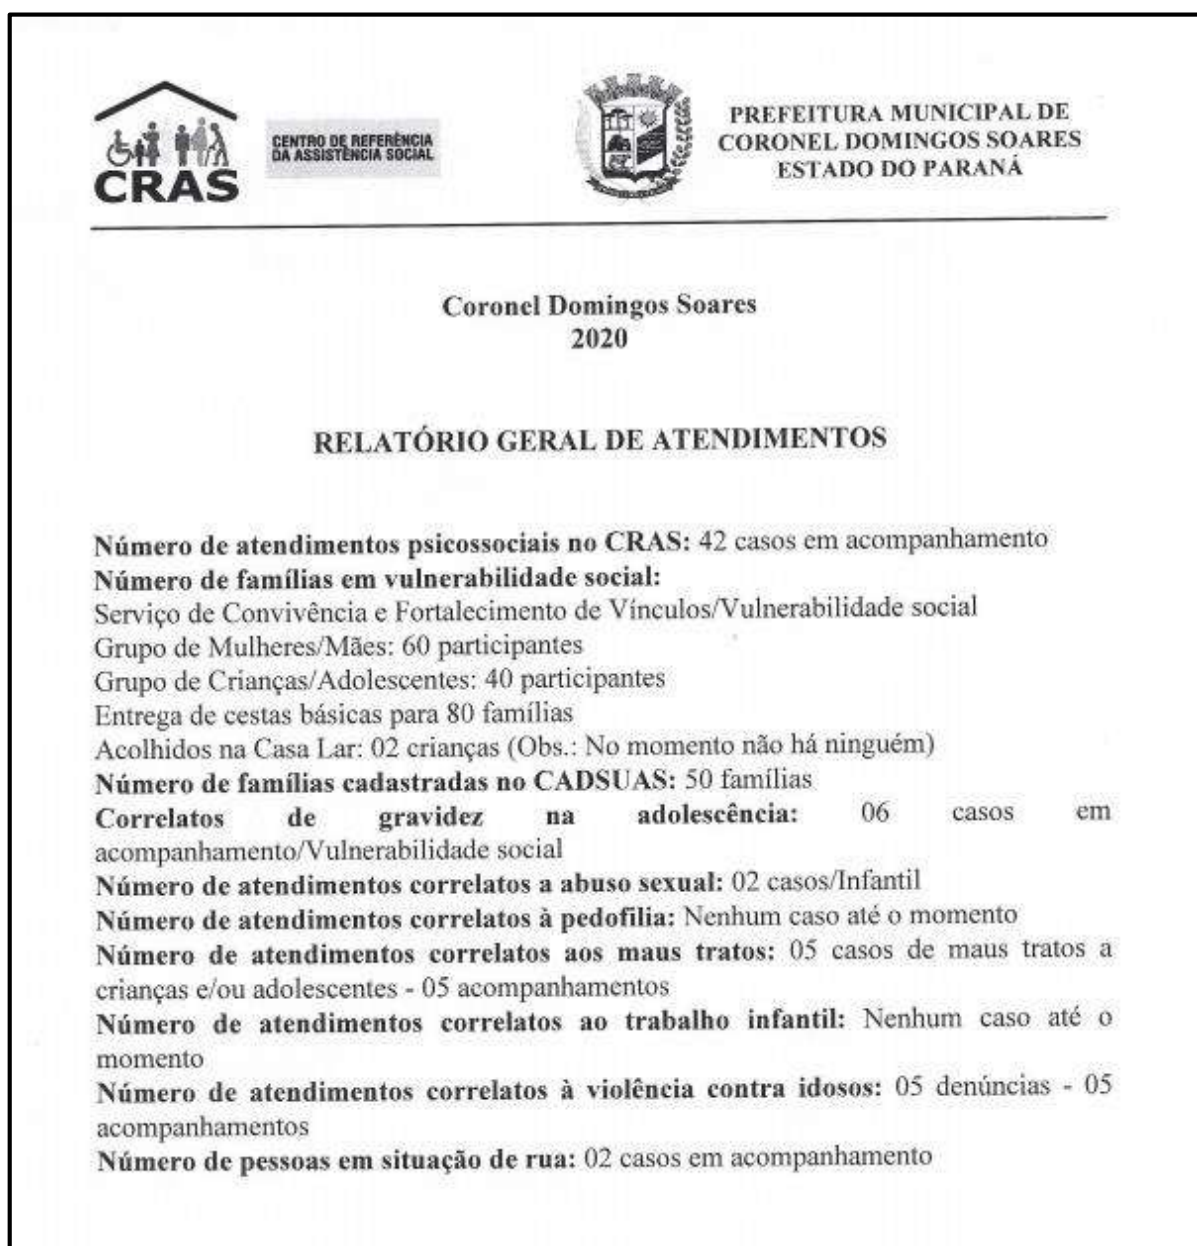 CRAS
CENTRO DE REFERÊNCIA
DA ASSISTÊNCIA SOCIAL
PREFEITURA MUNICIPAL DE
CORONEL DOMINGOS SOARES
ESTADO DO PARANÁ
Coronel Domingos Soares
2020
RELATÓRIO GERAL DE ATENDIMENTOS
Número de atendimentos psicossociais no CRAS: 42 casos em acompanhamento
Número de famílias em vulnerabilidade social:
Serviço de Convivência e Fortalecimento de Vínculos/Vulnerabilidade social
Grupo de Mulheres/Mães: 60 participantes
Grupo de Crianças/Adolescentes: 40 participantes
Entrega de cestas básicas para 80 famílias
Acolhidos na Casa Lar: 02 crianças (Obs.: No momento não há ninguém)
Número de famílias cadastradas no CADSUAS: 50 famílias
Correlatos de gravidez na adolescência: 06 casos em
acompanhamento/Vulnerabilidade social
Número de atendimentos correlatos a abuso sexual: 02 casos/Infantil
Número de atendimentos correlatos à pedofilia: Nenhum caso até o momento
Número de atendimentos correlatos aos maus tratos: 05 casos de maus tratos a
crianças e/ou adolescentes - 05 acompanhamentos
Número de atendimentos correlatos ao trabalho infantil: Nenhum caso até o
momento
Número de atendimentos correlatos à violência contra idosos: 05 denúncias - 05
acompanhamentos
Número de pessoas em situação de rua: 02 casos em acompanhamento